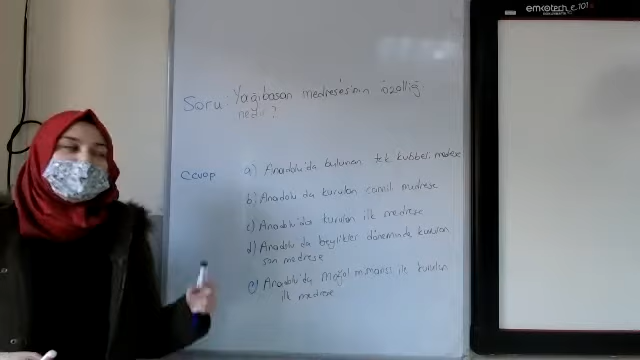 emkotech e_101
Soru: Yağıbasan medresesinin özelliği
nedir?
Cevap
a) Anadolu'da bulunan tek kubbeli medrese
b) Anadolu da kurulan camili medrese
c) Anadolu'da kurulan ilk medrese
d) Anadolu'da beylikler döneminde kurulan
son medrese
e) Anadolu'da Moğol mimarisi ile kurulan
ilk medrese